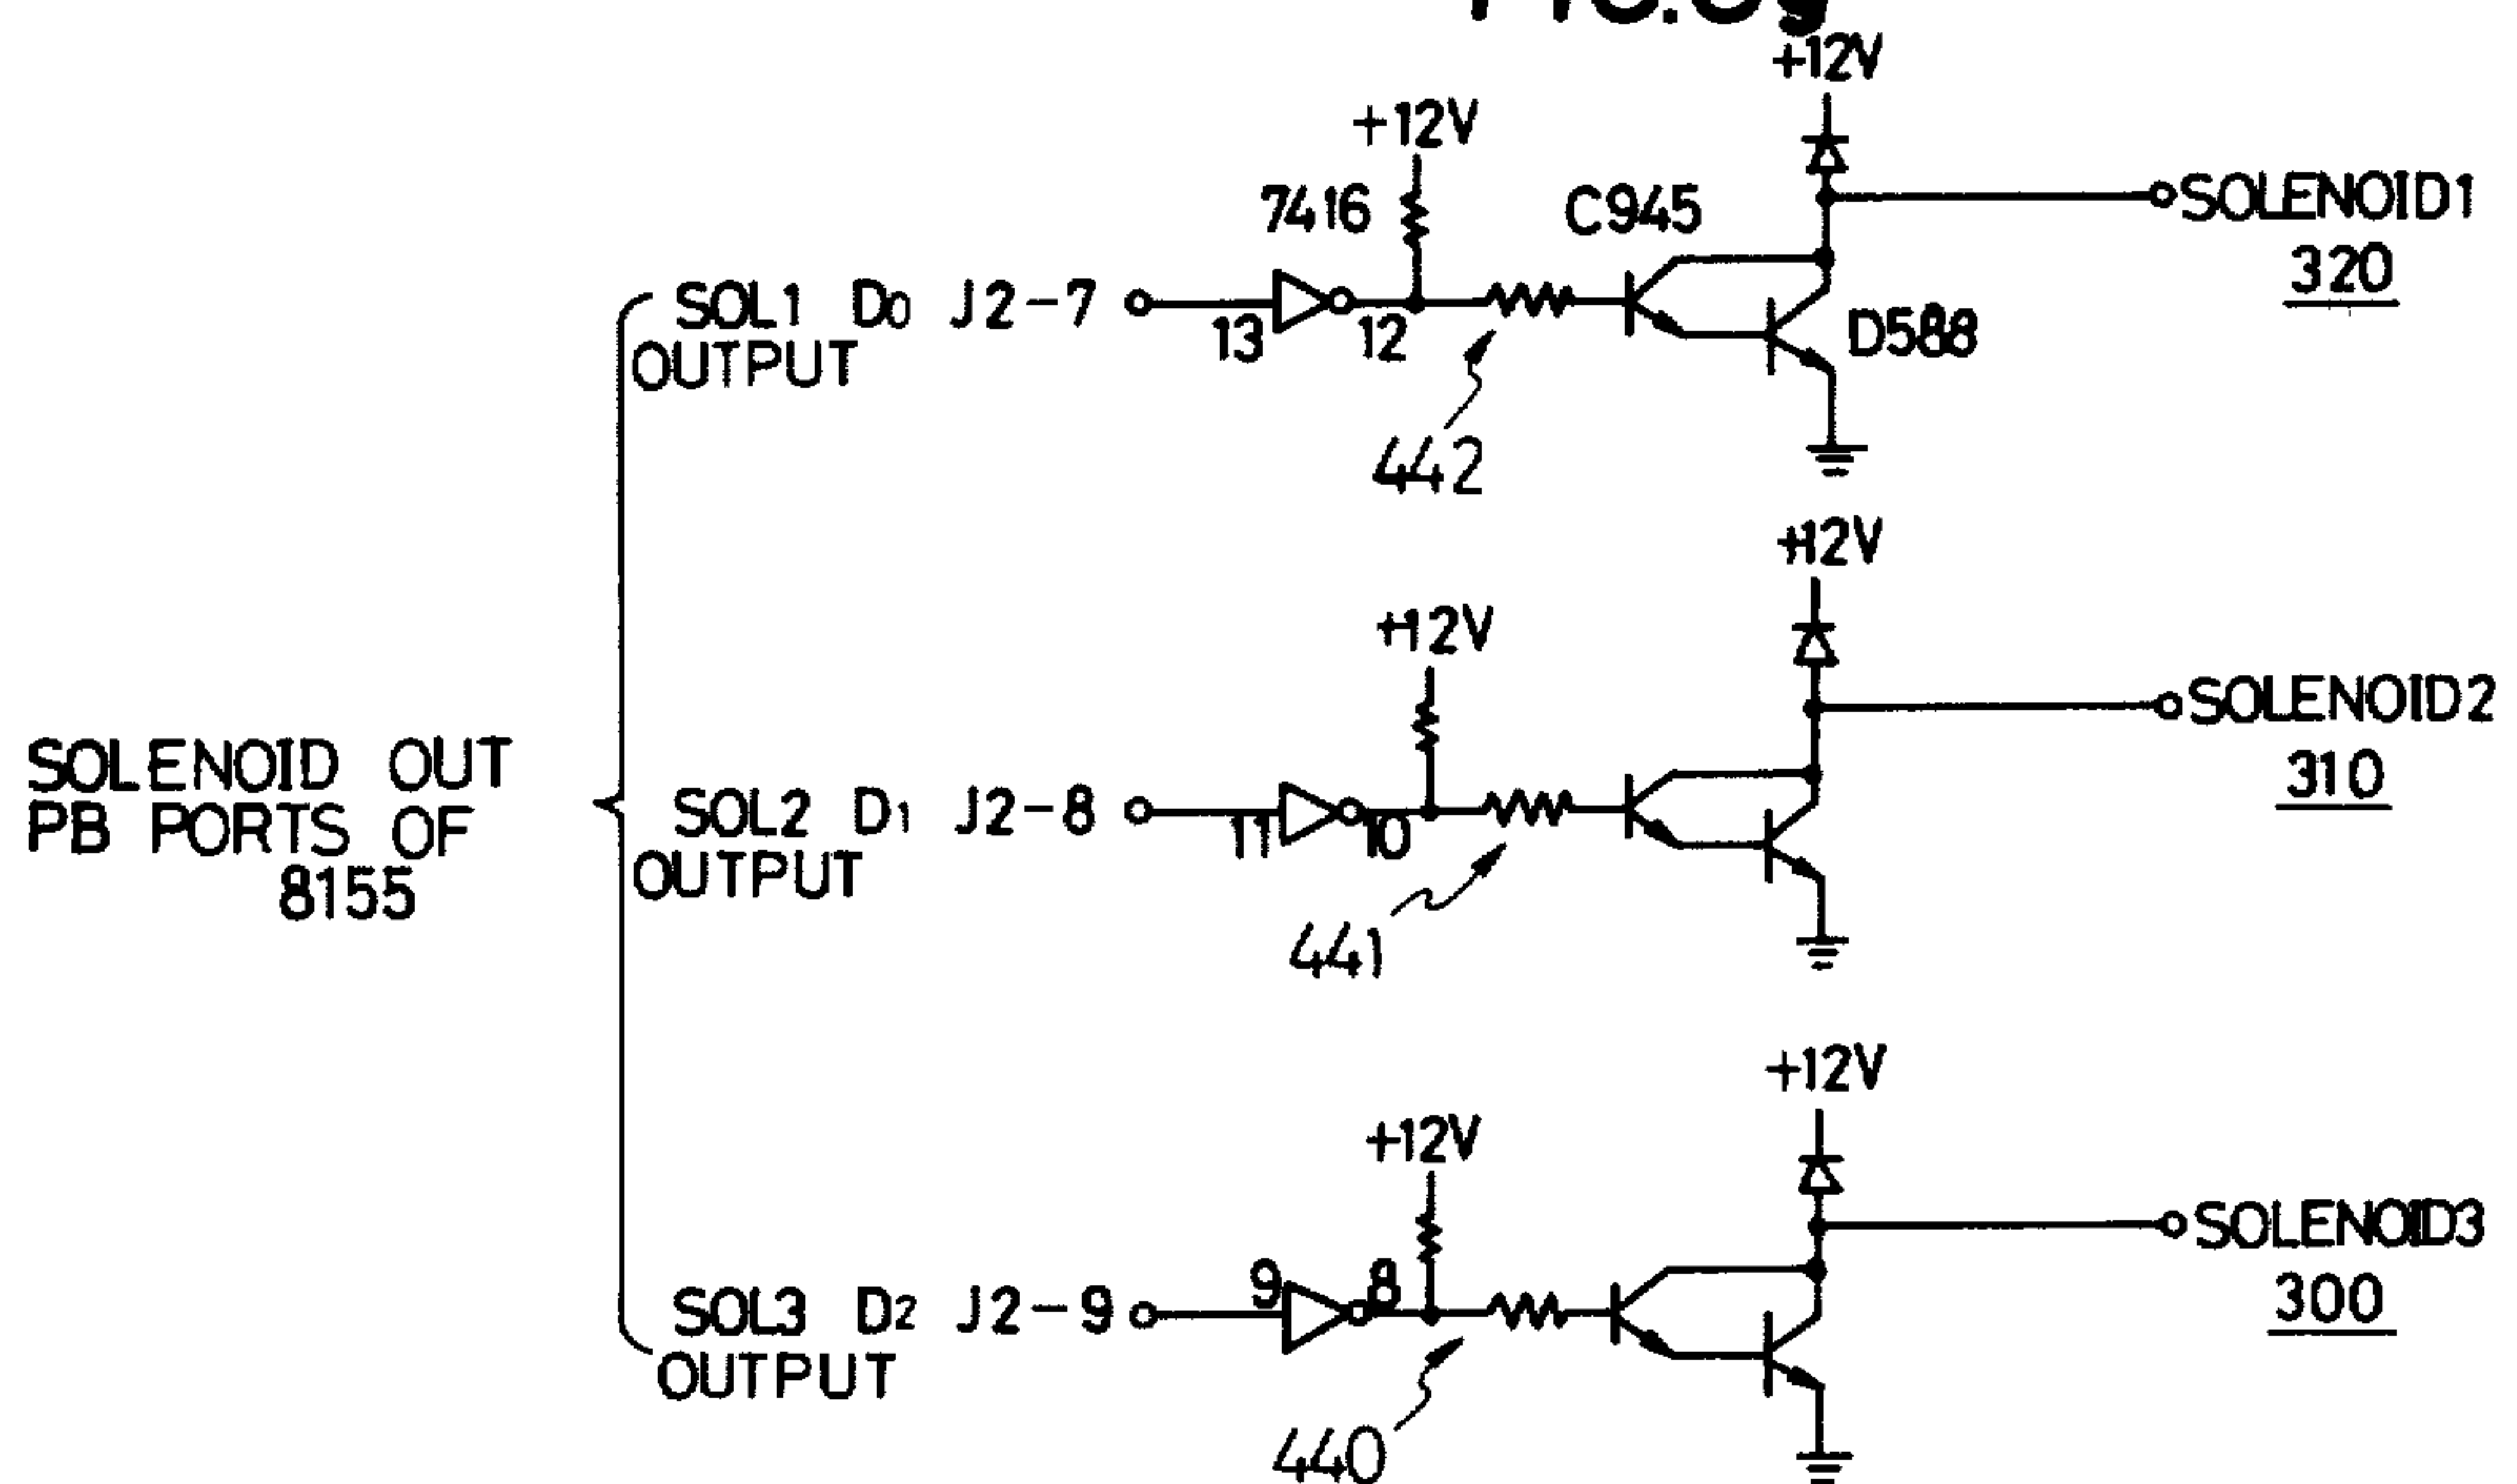 +12V
+12V
7416
C945
SOLENOID1
320
SOL1 D0 J2-7
13
12
D588
OUTPUT
442
+12V
+12V
SOLENOID2
310
SOLENOID OUT
PB PORTS OF
8155
SOL2 D1 J2-8
11
10
OUTPUT
441
+12V
+12V
SOLENOID3
300
9
8
SOL3 D2 J2-9
OUTPUT
440